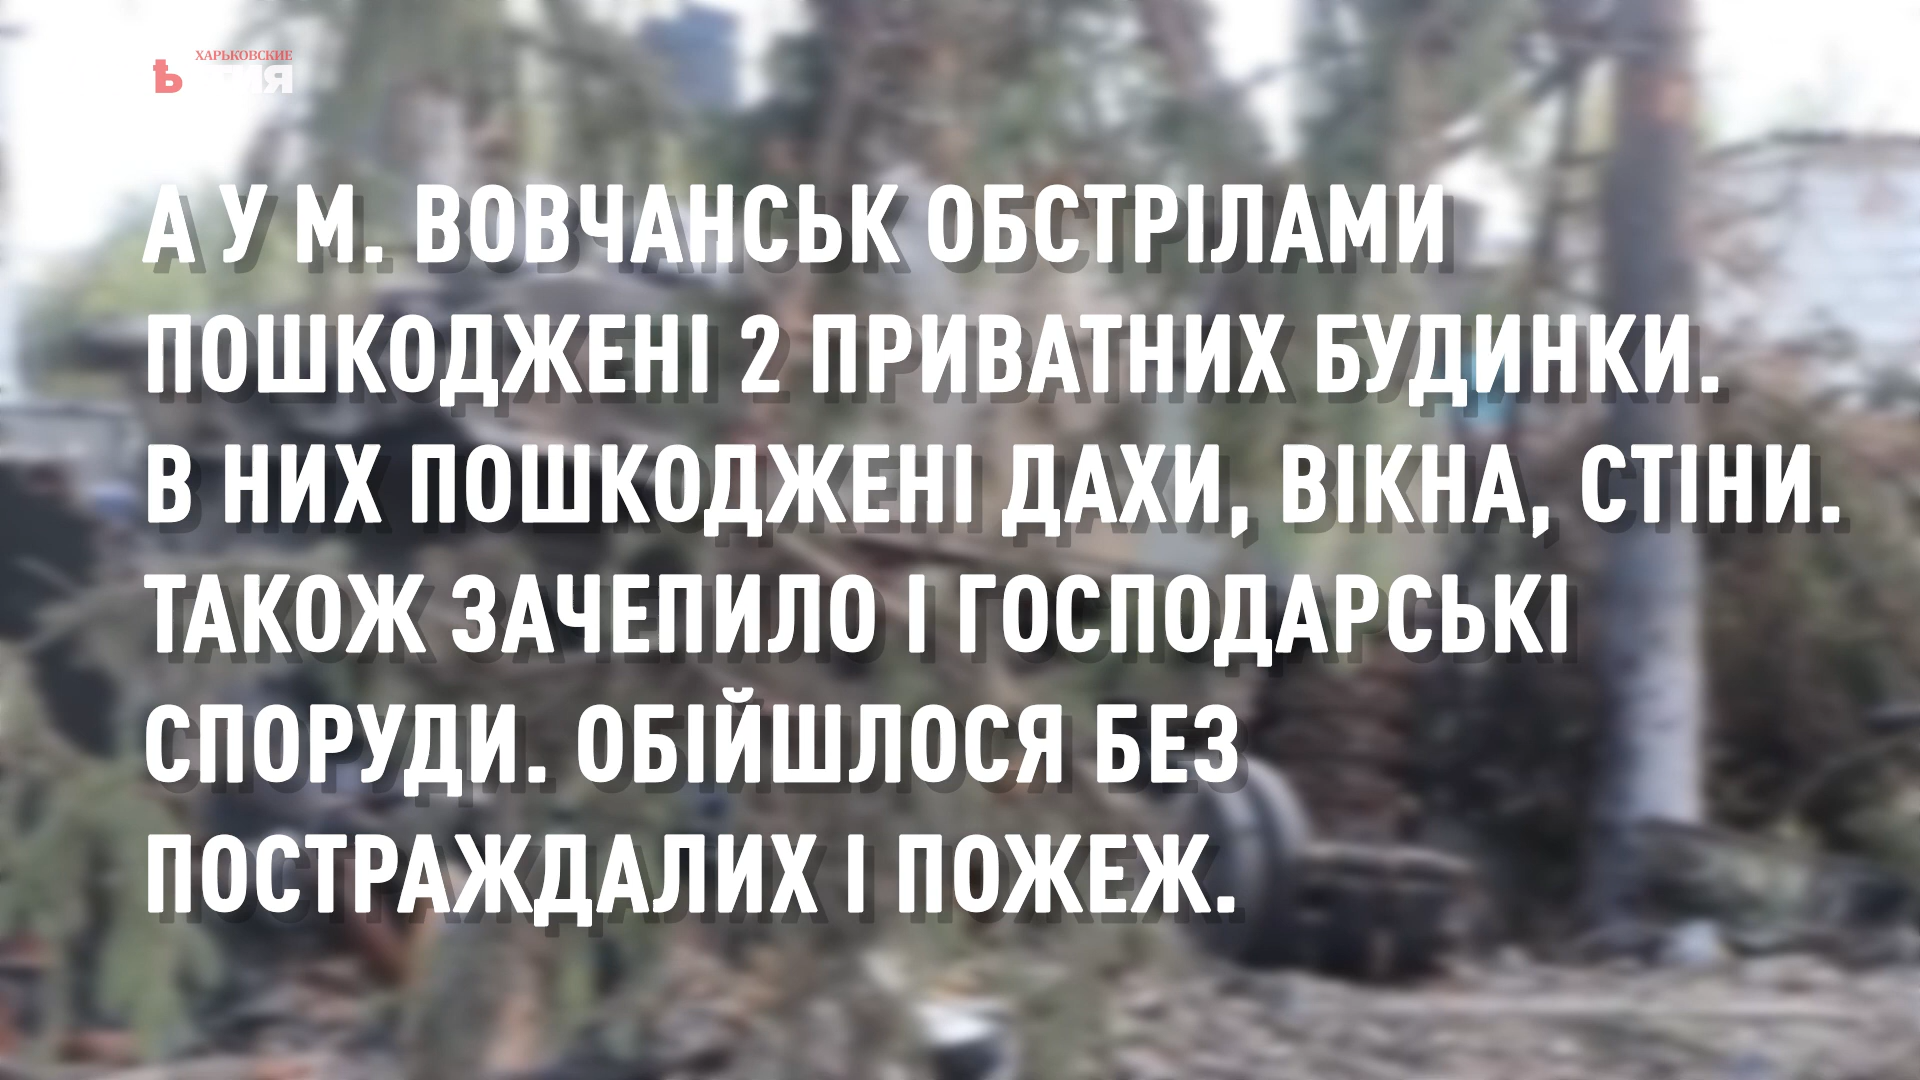 ХАРЬКОВСКИЕ
А У М. ВОВЧАНСЬК ОБСТРІЛАМИ
ПОШКОДЖЕНІ 2 ПРИВАТНИХ БУДИНКИ.
В НИХ ПОШКОДЖЕНІ ДАХИ, ВІКНА, СТІНИ.
ТАКОЖ ЗАЧЕПИЛО І ГОСПОДАРСЬКІ
СПОРУДИ. ОБІЙШЛОСЯ БЕЗ
ПОСТРАЖДАЛИХ І ПОЖЕЖ.